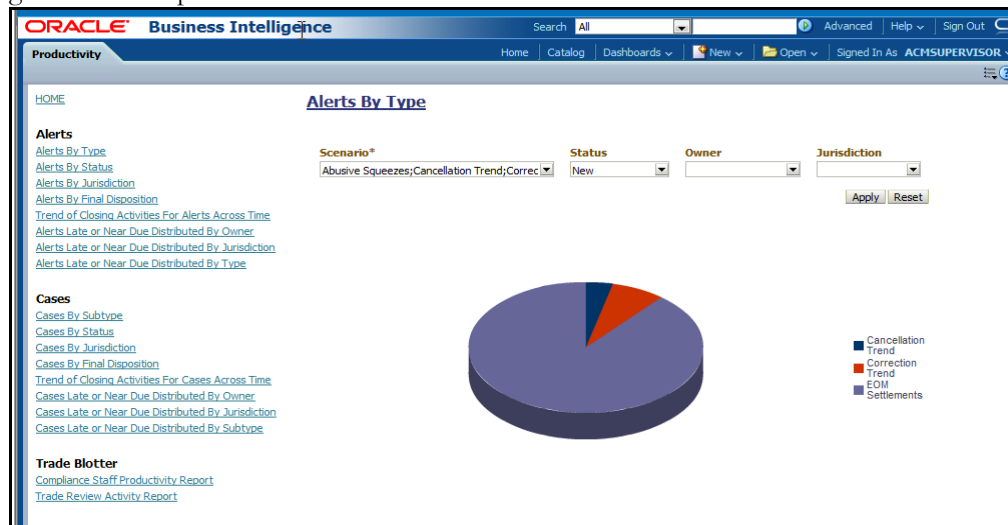 ORACLE Business Intelligence
Search All
Advanced Help Sign Out
Productivity
Home Catalog Dashboards New Open Signed In As ACMSUPERVISOR
HOME
Alerts
Alerts By Type
Alerts By Status
Alerts By Jurisdiction
Alerts By Final Disposition
Trend of Closing Activities For Alerts Across Time
Alerts Late or Near Due Distributed By Owner
Alerts Late or Near Due Distributed By Jurisdiction
Alerts Late or Near Due Distributed By Type
Cases
Cases By Subtype
Cases By Status
Cases By Jurisdiction
Cases By Final Disposition
Trend of Closing Activities For Cases Across Time
Cases Late or Near Due Distributed By Owner
Cases Late or Near Due Distributed By Jurisdiction
Cases Late or Near Due Distributed By Subtype
Trade Blotter
Compliance Staff Productivity Report
Trade Review Activity Report
Alerts By Type
Scenario* Status Owner Jurisdiction
Abusive Squeezes;Cancellation Trend;Correc New
Apply Reset
Cancellation
Trend
Correction
Trend
EOM
Settlements